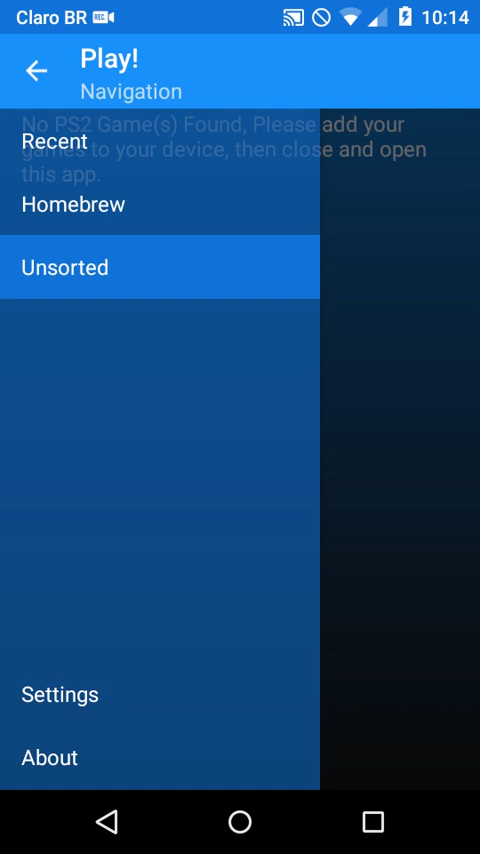 Claro BR REC 10:14
Play!
Navigation
No PS2 Game(s) Found, Please add your
games to your device, then close and open
this app.
Recent
Homebrew
Unsorted
Settings
About